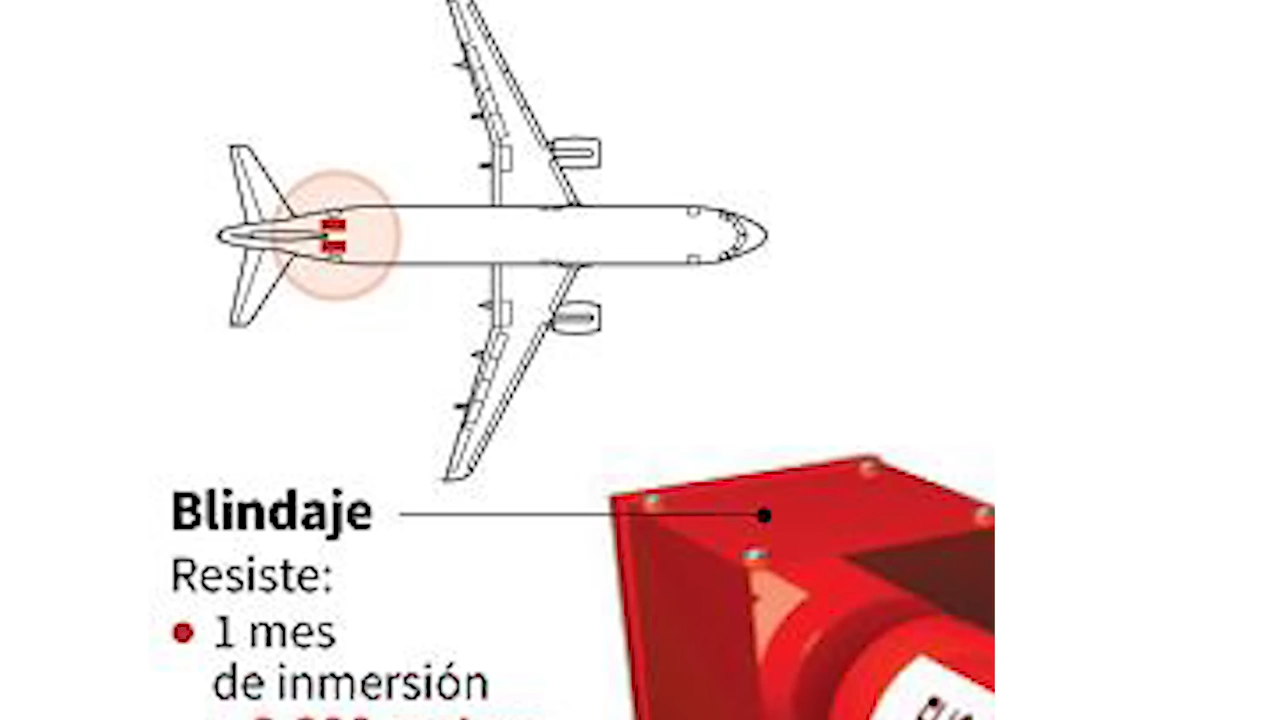 Blindaje
Resiste:
• 1 mes
de inmersión